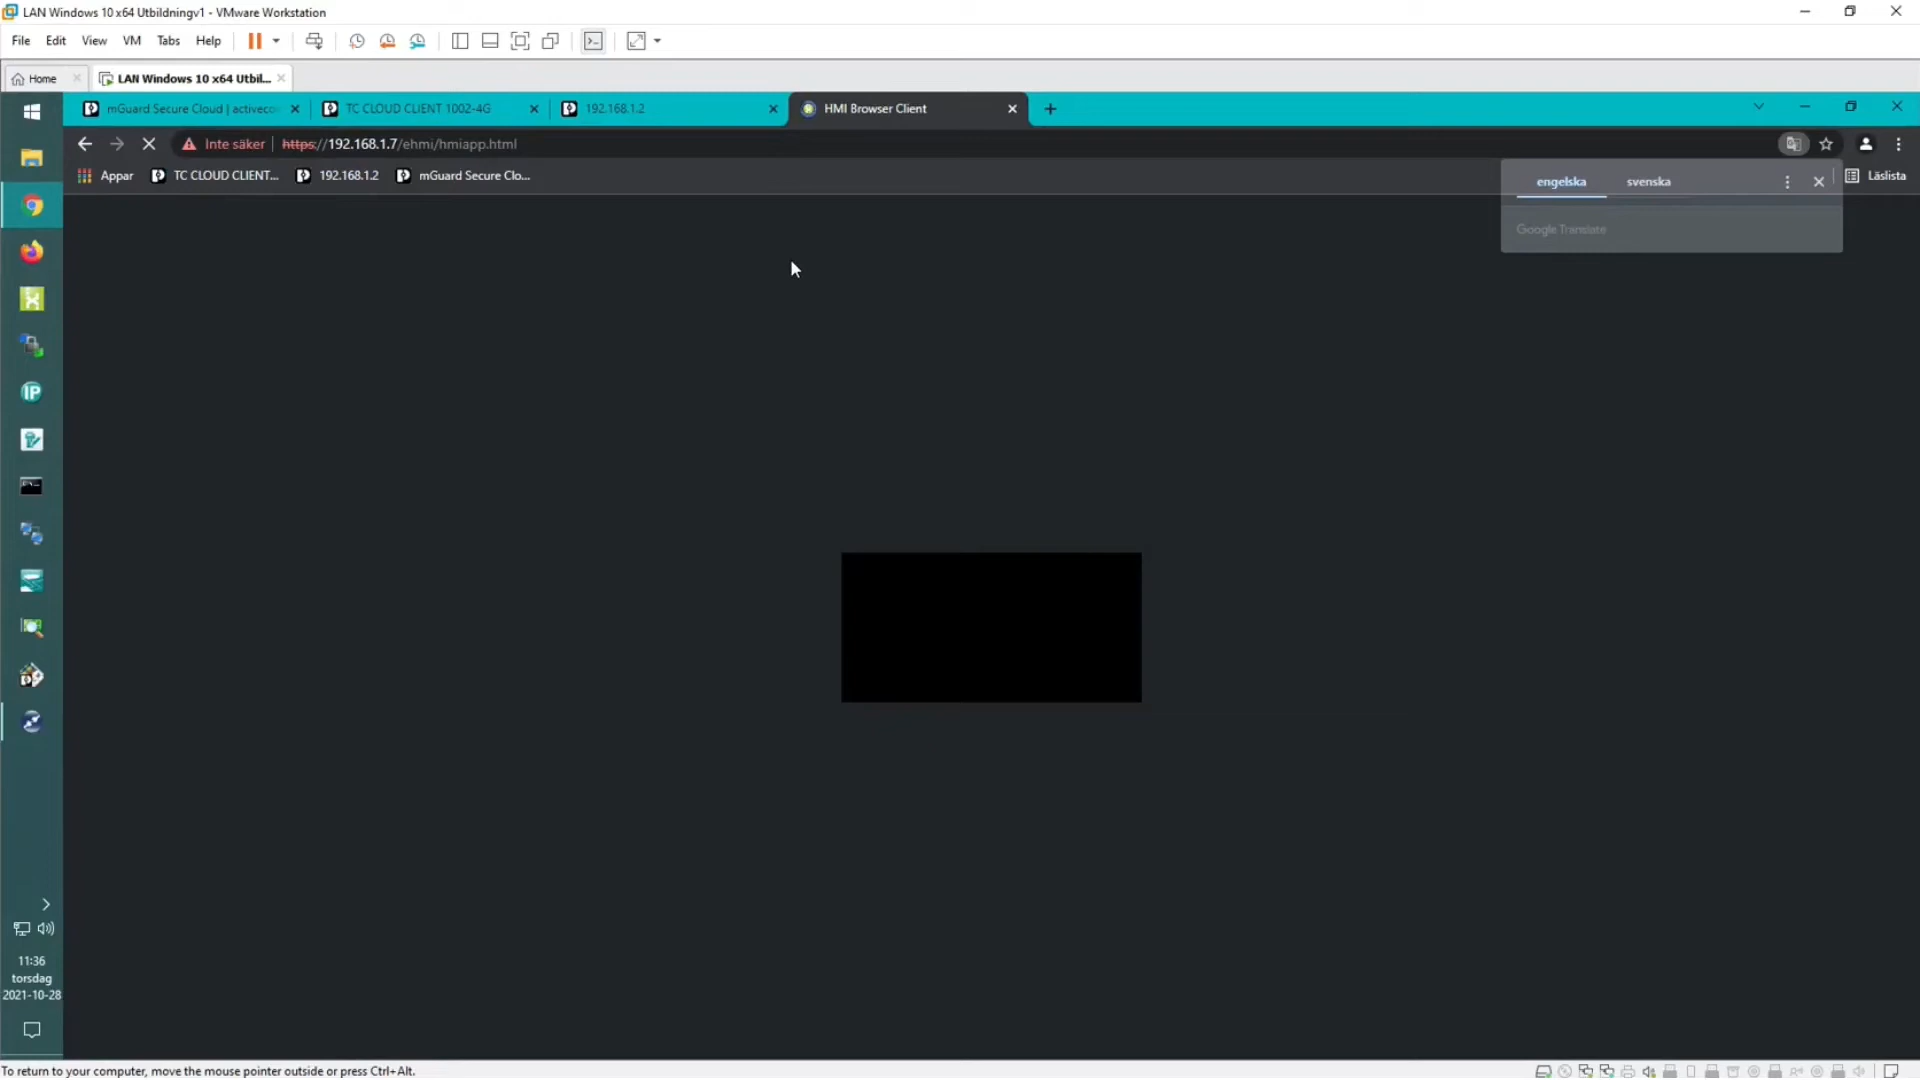 LAN Windows 10 x64 Utbildningv1 - VMware Workstation
File Edit View VM Tabs Help
Home LAN Windows 10 x64 Utbil...
mGuard Secure Cloud | activeco TC CLOUD CLIENT 1002-4G 192.168.1.2 HMI Browser Client
Inte säker https://192.168.1.7/ehmi/hmiapp.html
Appar TC CLOUD CLIENT... 192.168.1.2 mGuard Secure Clo... Läslista
engelska svenska
Google Translate
IP
11:36
torsdag
2021-10-28
To return to your computer, move the mouse pointer outside or press Ctrl+Alt.